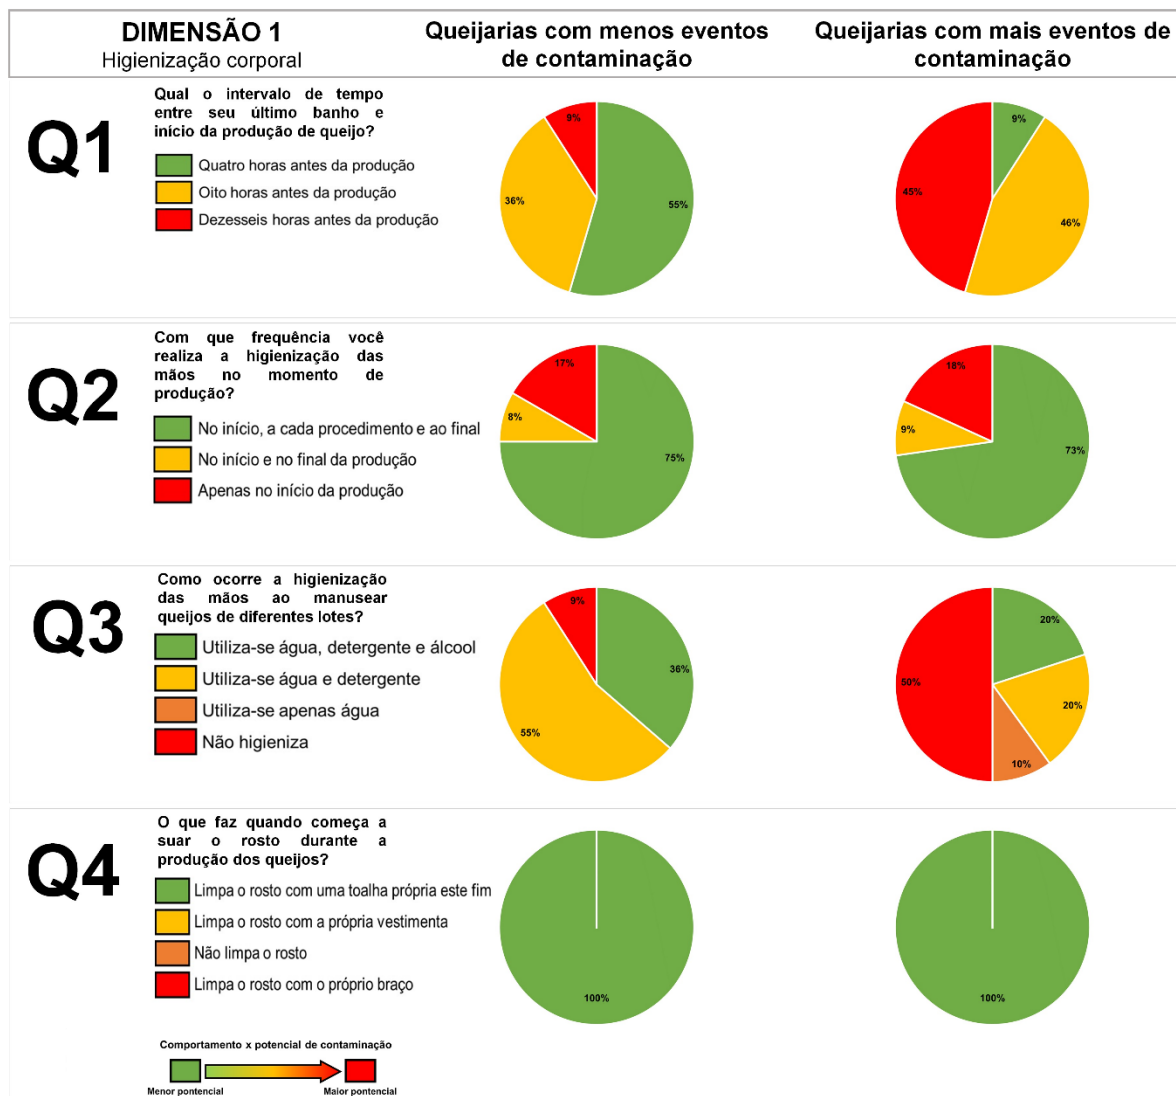 DIMENSÃO 1
Higienização corporal
Queijarias com menos eventos
de contaminação
Queijarias com mais eventos de
contaminação
Q1
Qual o intervalo de tempo
entre seu último banho e
início da produção de queijo?
Quatro horas antes da produção
Oito horas antes da produção
Dezesseis horas antes da produção
9%
36%
55%
9%
45%
46%
Q2
Com que frequência você
realiza a higienização das
mãos no momento de
produção?
No início, a cada procedimento e ao final
No início e no final da produção
Apenas no início da produção
17%
8%
75%
18%
9%
73%
Q3
Como ocorre a higienização
das mãos ao manusear
queijos de diferentes lotes?
Utiliza-se água, detergente e álcool
Utiliza-se água e detergente
Utiliza-se apenas água
Não higieniza
9%
36%
55%
20%
50%
20%
10%
Q4
O que faz quando começa a
suar o rosto durante a
produção dos queijos?
Limpa o rosto com uma toalha própria este fim
Limpa o rosto com a própria vestimenta
Não limpa o rosto
Limpa o rosto com o próprio braço
100%
100%
Comportamento x potencial de contaminação
Menor pontencial
Maior pontencial